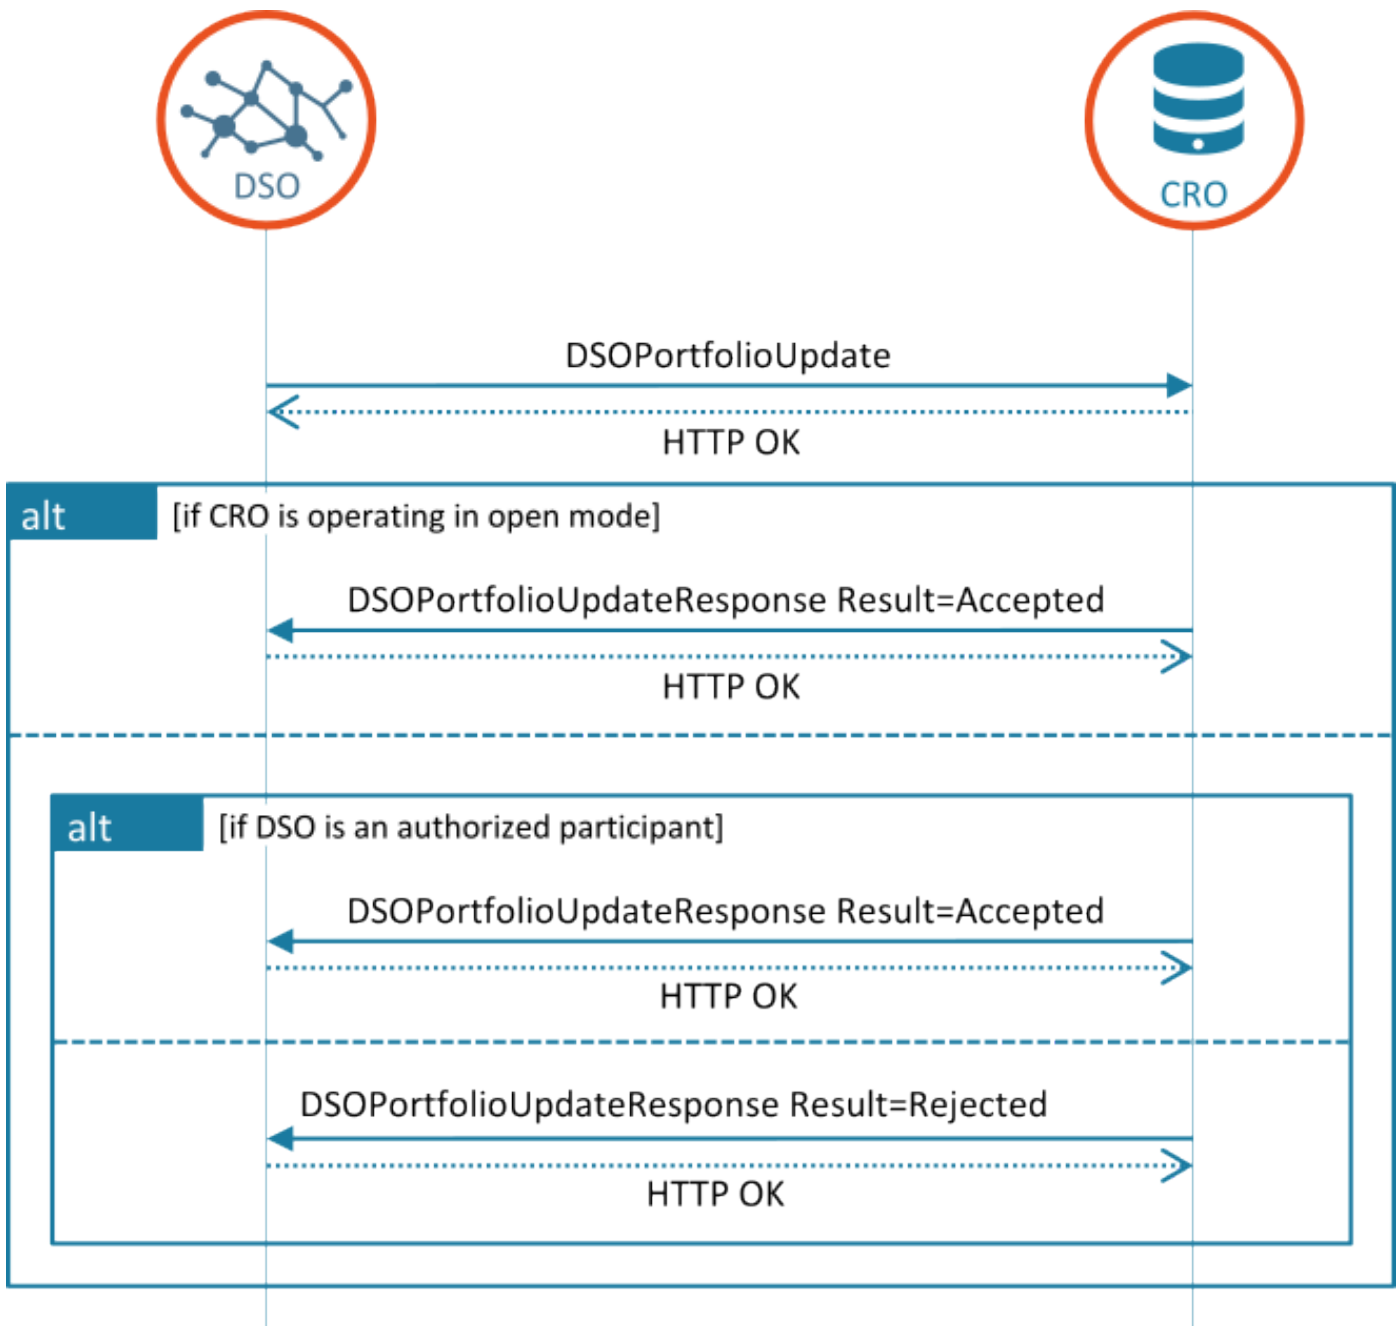 DSO
CRO
DSOPortfolioUpdate
HTTP OK
alt
[if CRO is operating in open mode]
DSOPortfolioUpdateResponse Result=Accepted
HTTP OK
alt
[if DSO is an authorized participant]
DSOPortfolioUpdateResponse Result=Accepted
HTTP OK
DSOPortfolioUpdateResponse Result=Rejected
HTTP OK